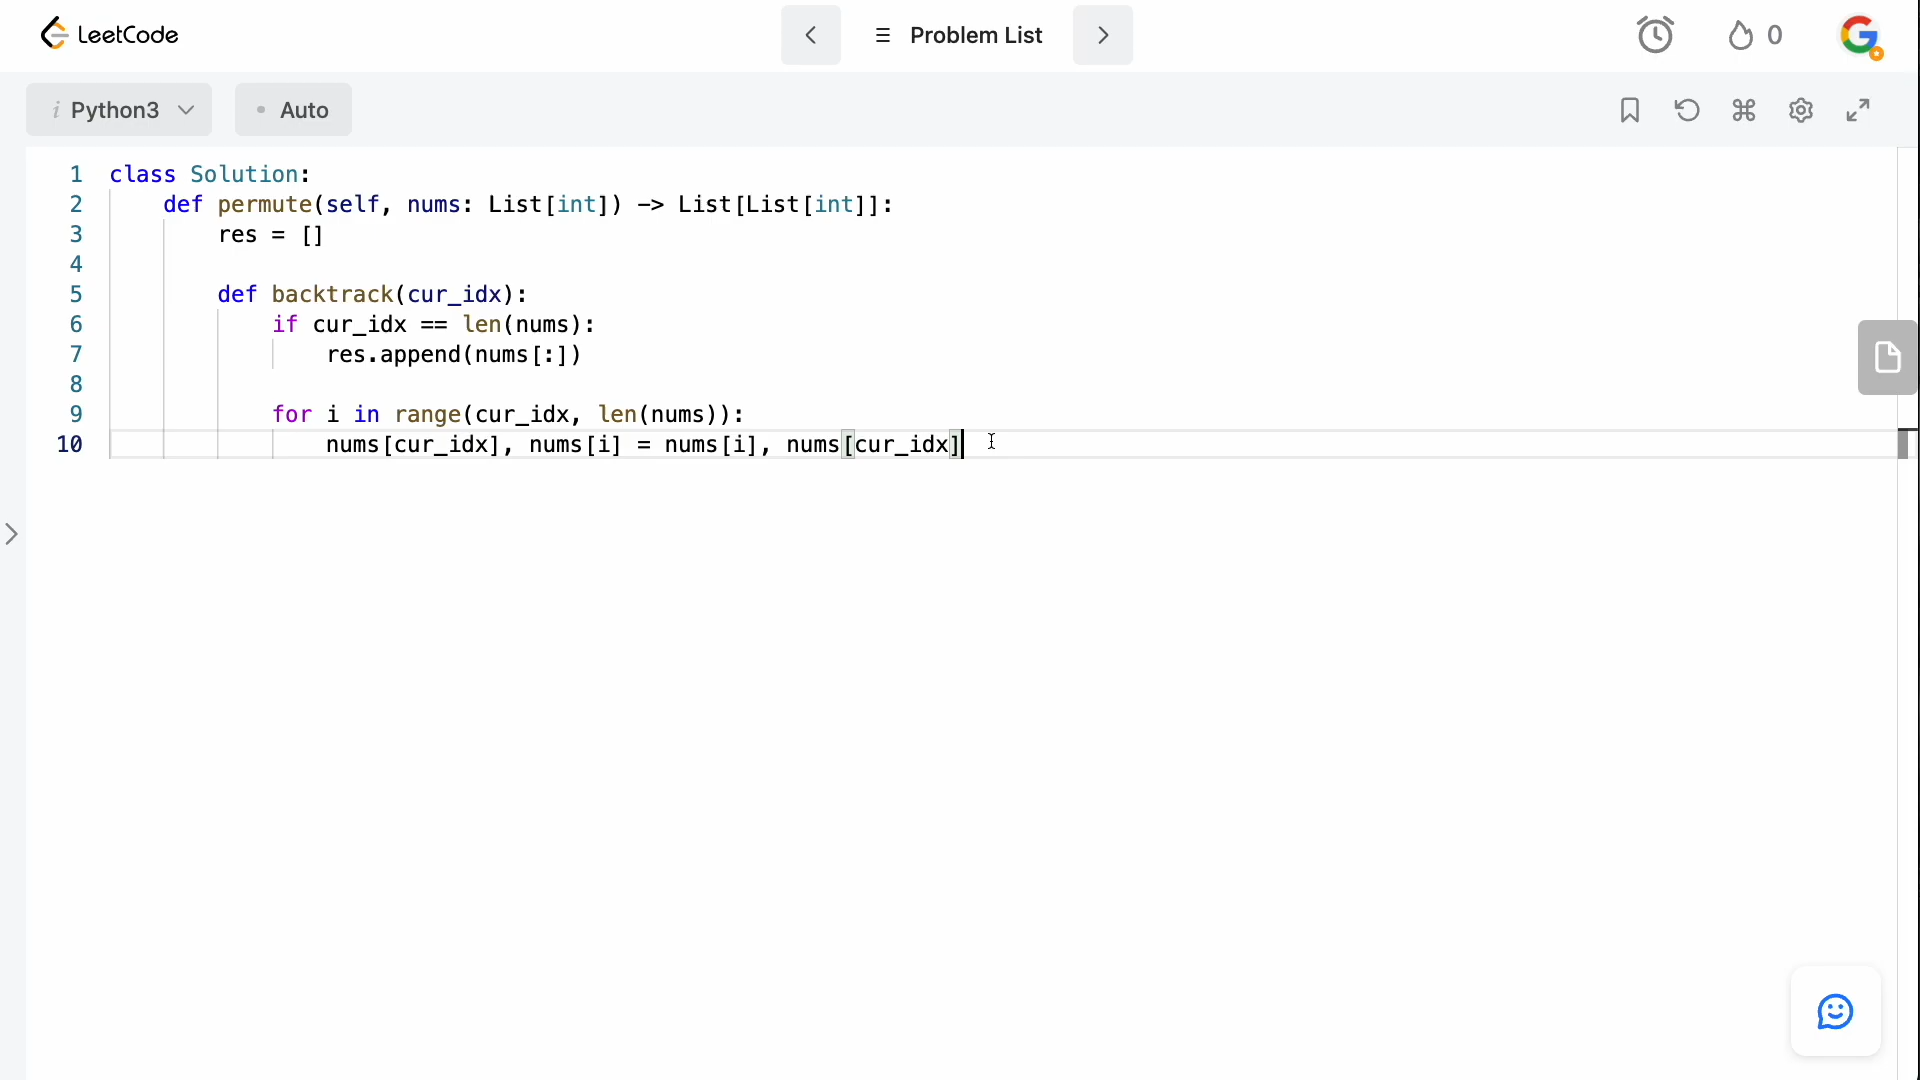 LeetCode
Problem List
0
i Python3
Auto
1 class Solution:
2     def permute(self, nums: List[int]) -> List[List[int]]:
3         res = []
4
5         def backtrack(cur_idx):
6             if cur_idx == len(nums):
7                 res.append(nums[:])
8
9             for i in range(cur_idx, len(nums)):
10                nums[cur_idx], nums[i] = nums[i], nums[cur_idx]